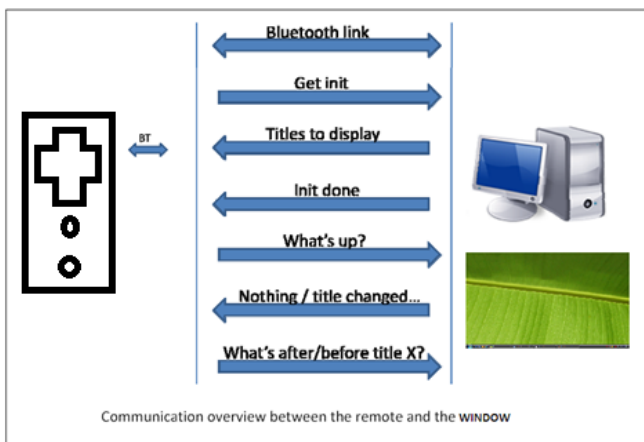 Bluetooth link
Get init
BT
Titles to display
Init done
What's up?
Nothing / title changed...
What's after/before title X?
Communication overview between the remote and the WINDOW